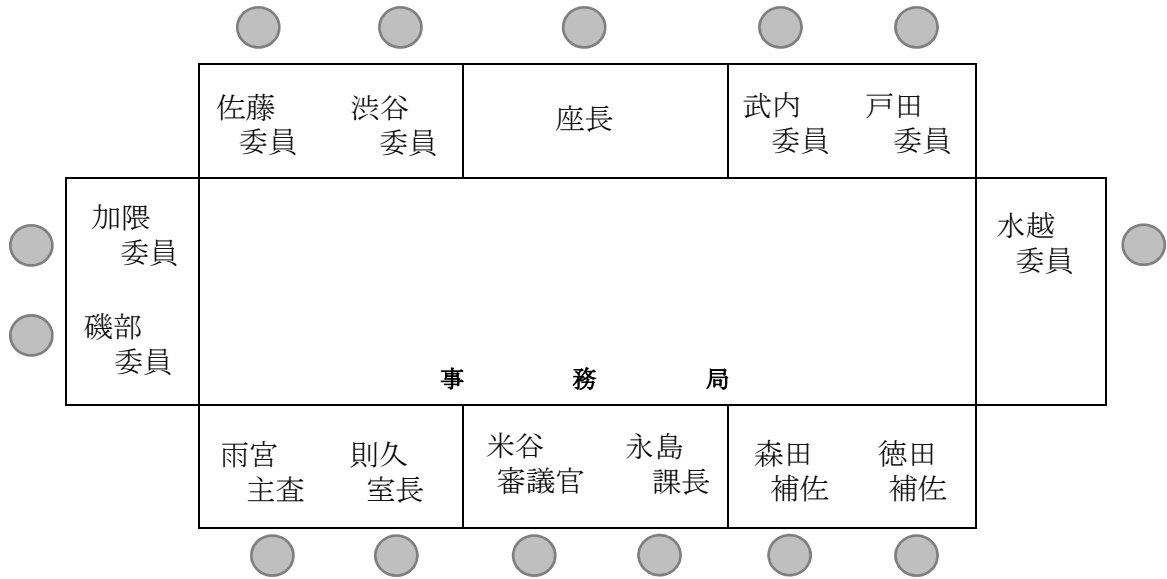 佐藤
委員
渋谷
委員
座長
武内
委員
戸田
委員
加隈
委員
水越
委員
磯部
委員
事務局
雨宮
主査
則久
室長
米谷
審議官
永島
課長
森田
補佐
徳田
補佐